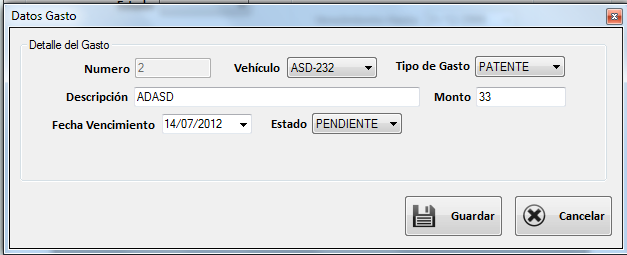 Datos Gasto
Detalle del Gasto
Numero 2 Vehículo ASD-232 Tipo de Gasto PATENTE
Descripción ADASD Monto 33
Fecha Vencimiento 14/07/2012 Estado PENDIENTE
Guardar Cancelar